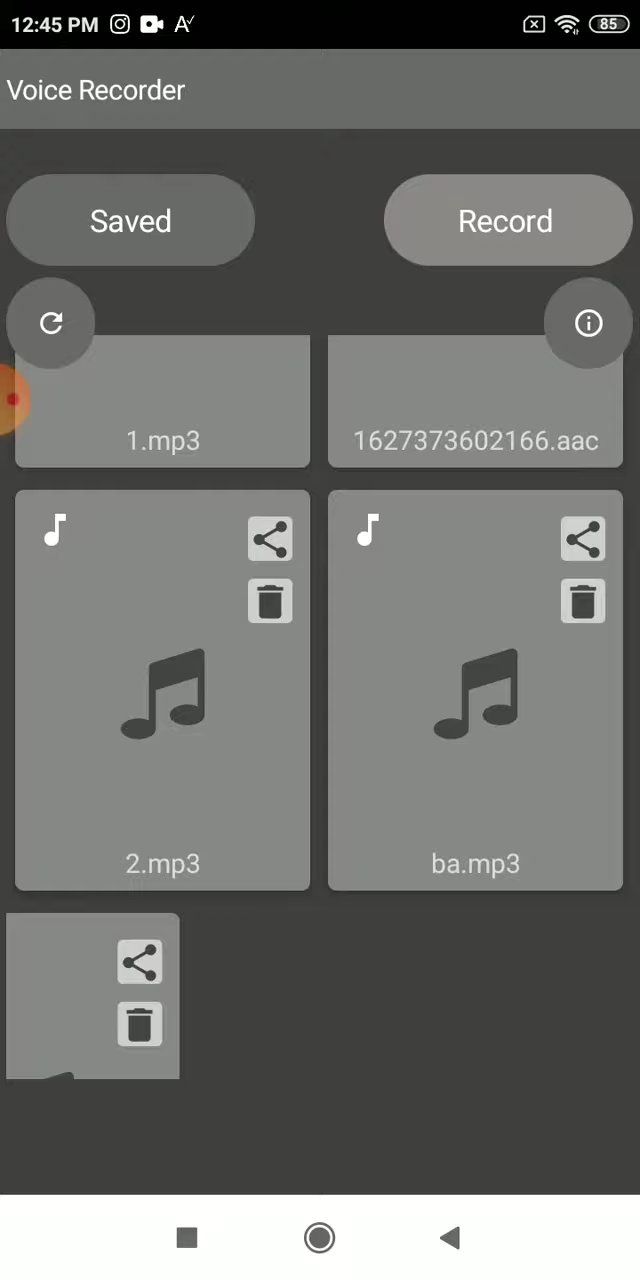 12:45 PM
85
Voice Recorder
Saved
Record
1.mp3
1627373602166.aac
2.mp3
ba.mp3